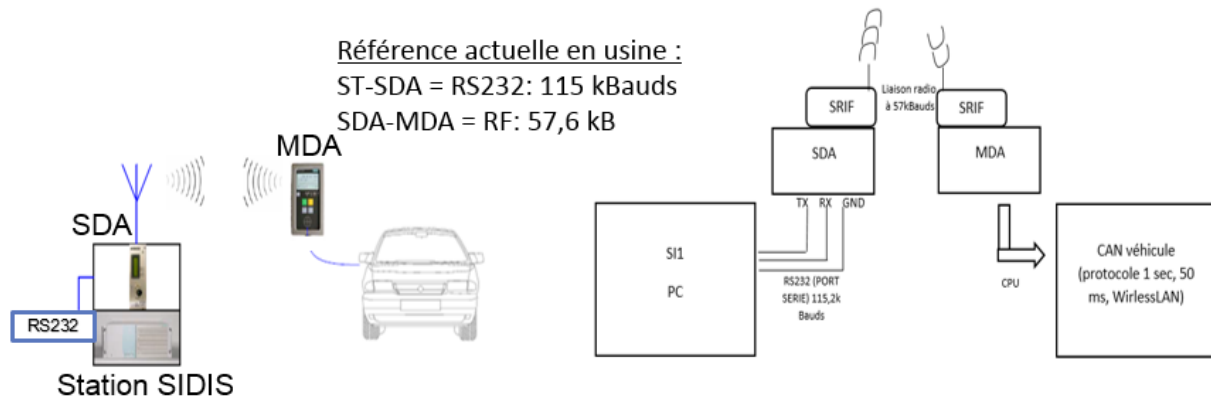 Référence actuelle en usine :
ST-SDA = RS232: 115 kBauds
SDA-MDA = RF: 57,6 kB
MDA
SDA
RS232
Station SIDIS
SRIF
Liaison radio
à 57kBauds
SRIF
SDA
MDA
TX RX GND
SI1
PC
RS232 (PORT
SERIE) 115,2k
Bauds
CPU
CAN véhicule
(protocole 1 sec, 50
ms, WirlessLAN)